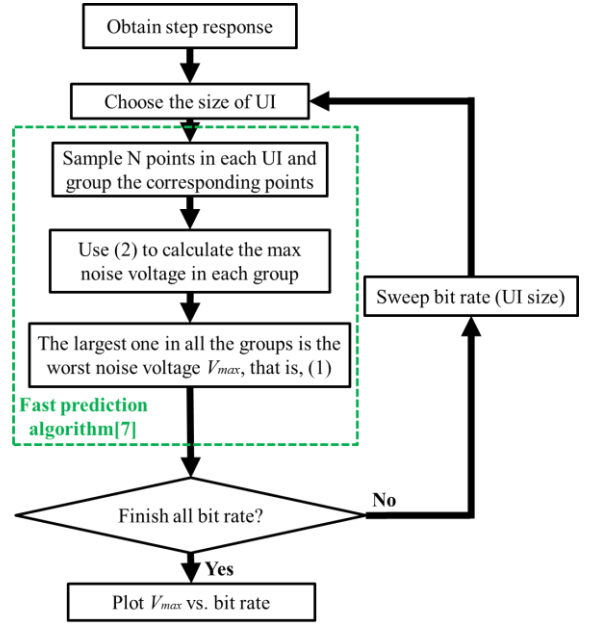 Obtain step response
Choose the size of UI
Sample N points in each UI and
group the corresponding points
Use (2) to calculate the max
noise voltage in each group
Sweep bit rate (UI size)
The largest one in all the groups is the
worst noise voltage Vmax, that is, (1)
Fast prediction
algorithm[7]
No
Finish all bit rate?
Yes
Plot Vmax vs. bit rate